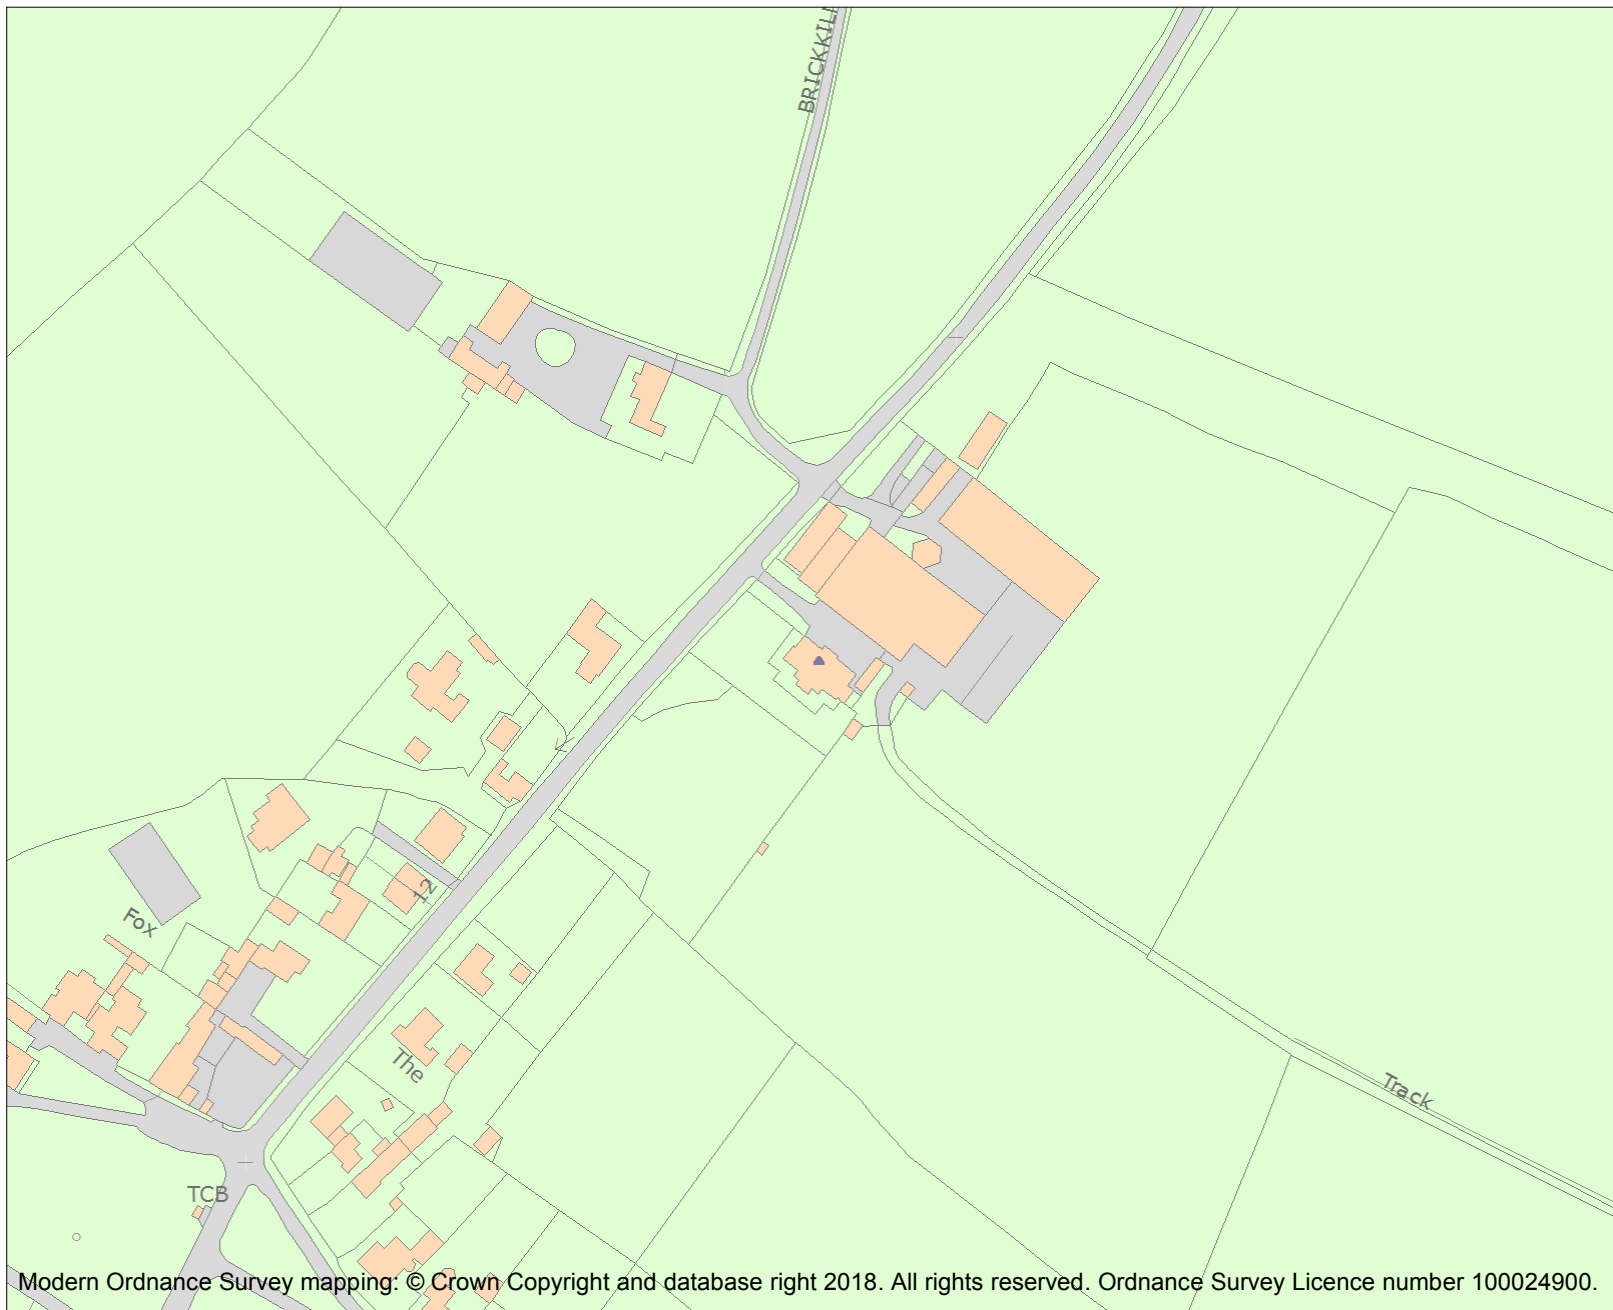 BRICKKIL
12
Fox
The
Track
TCB
Modern Ordnance Survey mapping: © Crown Copyright and database right 2018. All rights reserved. Ordnance Survey Licence number 100024900.